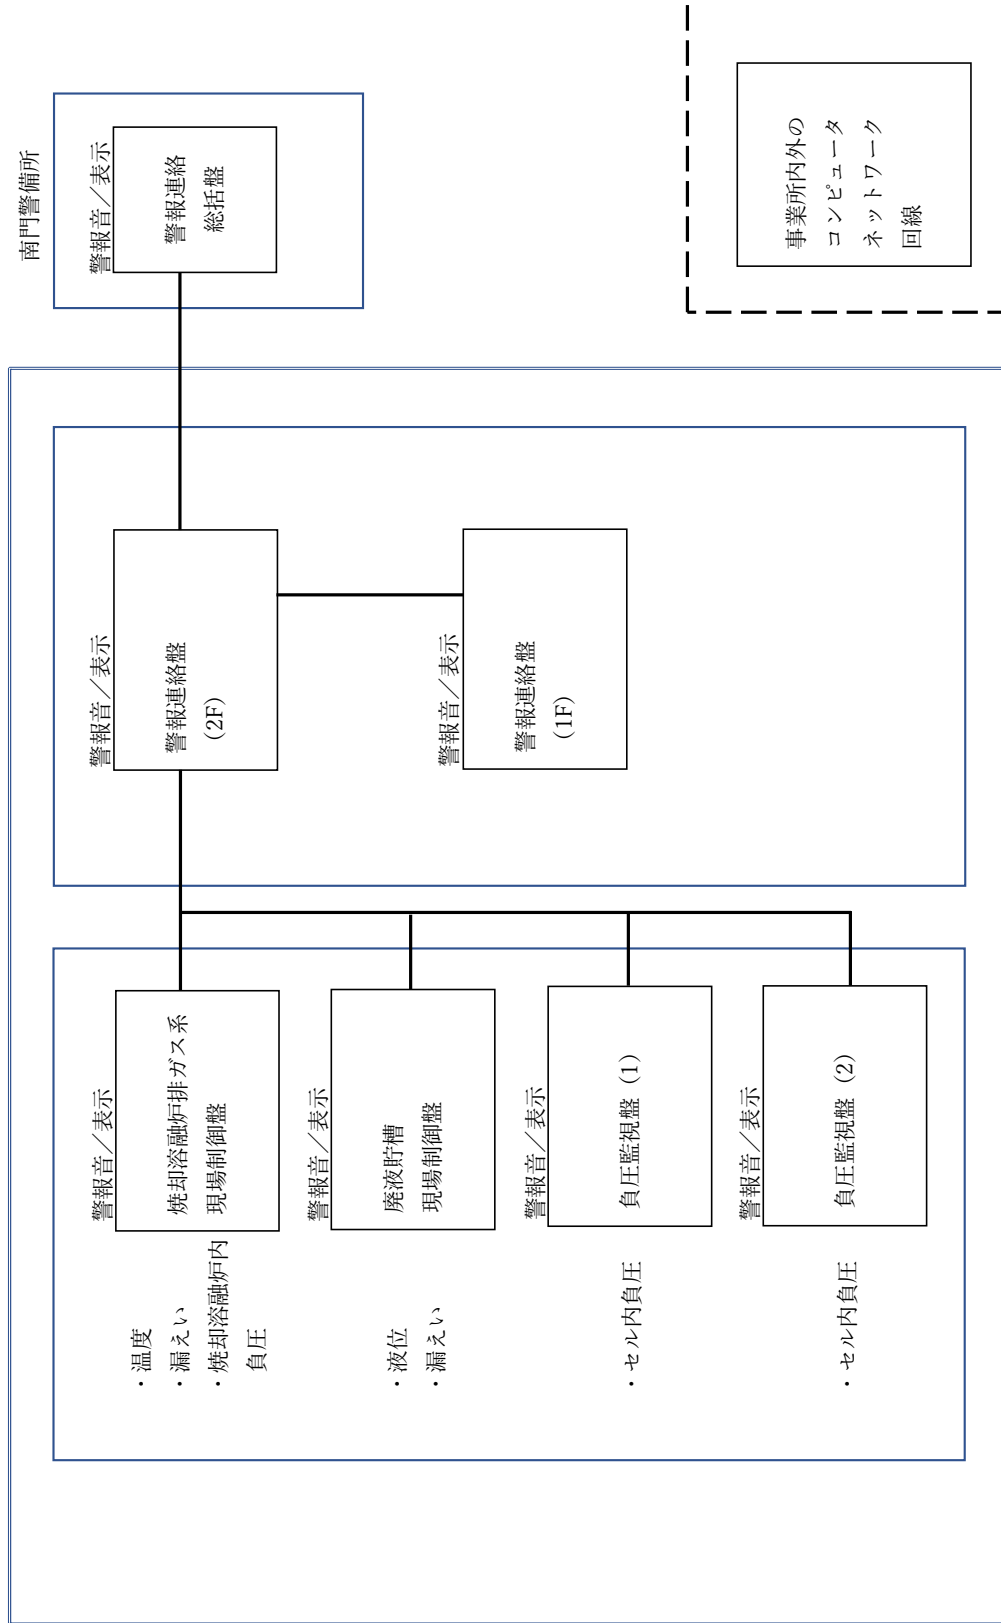 警報音／表示
焼却溶融炉排ガス系
現場制御盤
・温度
・漏えい
・焼却溶融炉内
負圧
警報音／表示
廃液貯槽
現場制御盤
・液位
・漏えい
警報音／表示
負圧監視盤（1）
・セル内負圧
警報音／表示
負圧監視盤（2）
・セル内負圧
警報音／表示
警報連絡盤
（2F）
警報音／表示
警報連絡盤
（1F）
南門警備所
警報音／表示
警報連絡
総括盤
事業所内外の
コンピュータ
ネットワーク
回線